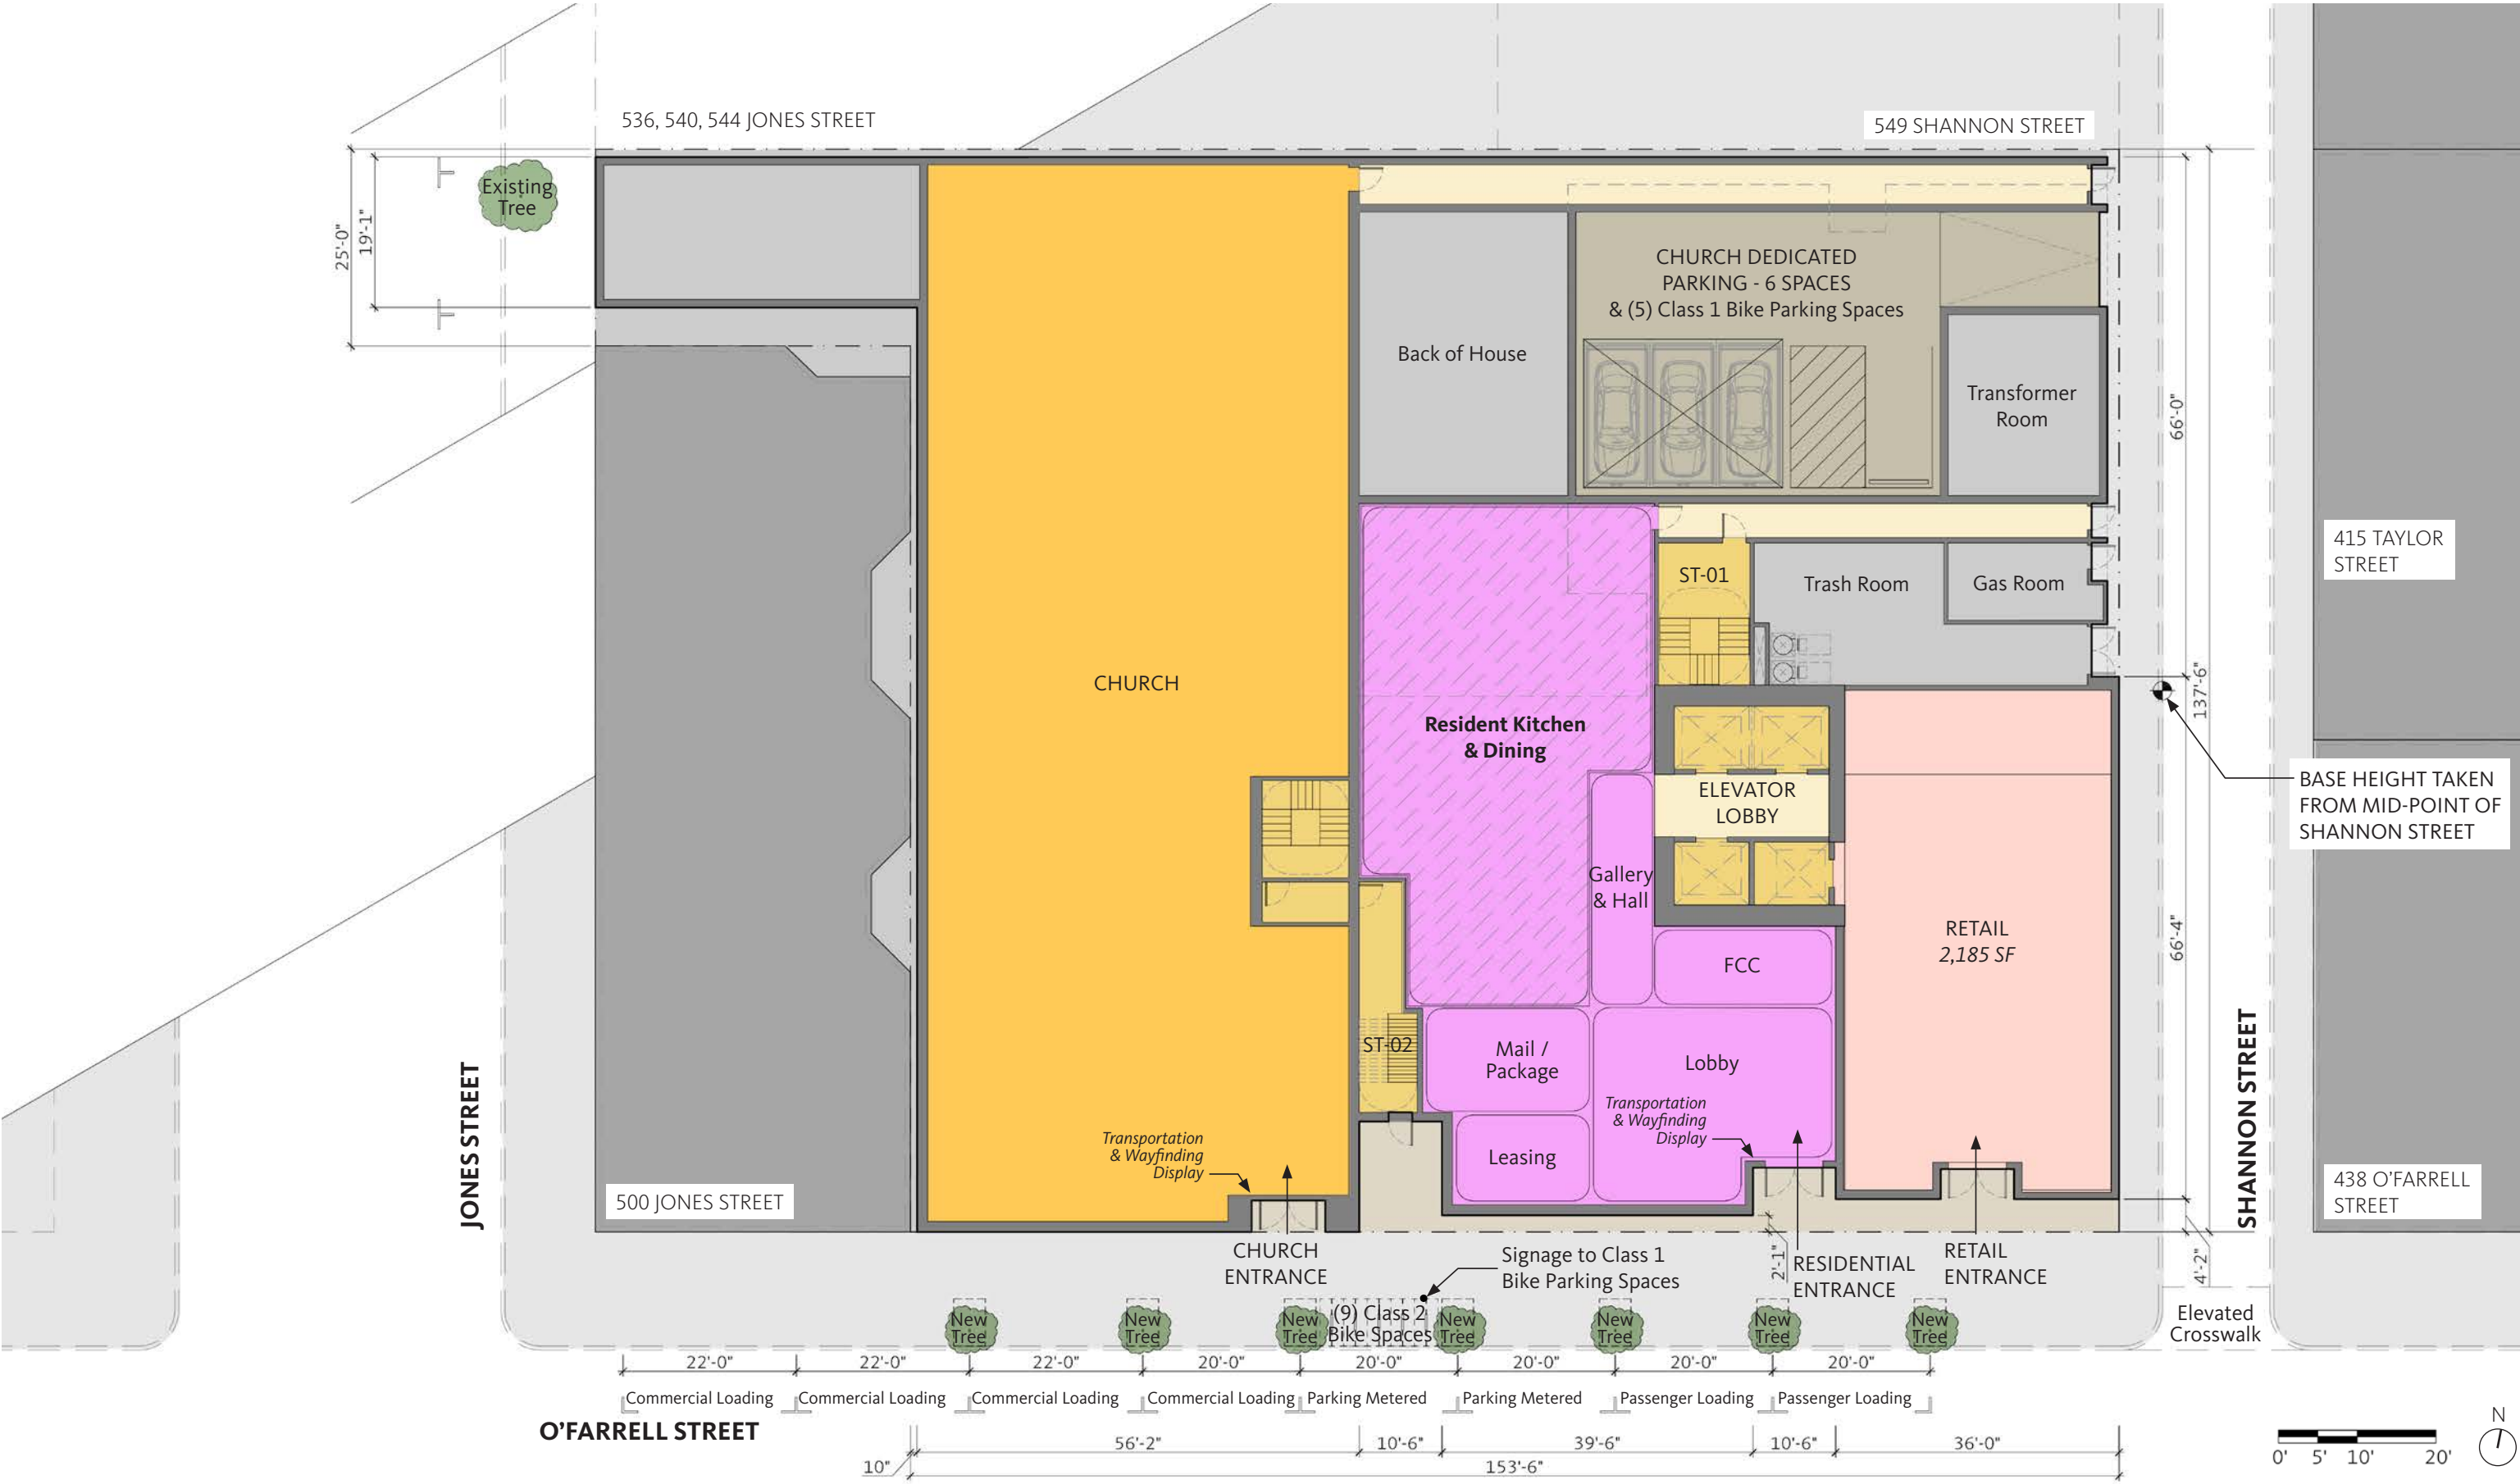 536, 540, 544 JONES STREET
549 SHANNON STREET
Existing
Tree
25'-0"
19'-1"
CHURCH DEDICATED
PARKING - 6 SPACES
& (5) Class 1 Bike Parking Spaces
Back of House
Transformer
Room
66'-0"
137'-6"
415 TAYLOR
STREET
ST-01
Trash Room
Gas Room
CHURCH
Resident Kitchen
& Dining
ELEVATOR
LOBBY
BASE HEIGHT TAKEN
FROM MID-POINT OF
SHANNON STREET
Gallery
& Hall
RETAIL
2,185 SF
66'-4"
FCC
ST-02
Mail /
Package
Lobby
Transportation
& Wayfinding
Display
Leasing
Transportation
& Wayfinding
Display
JONES STREET
SHANNON STREET
500 JONES STREET
438 O'FARRELL
STREET
CHURCH
ENTRANCE
Signage to Class 1
Bike Parking Spaces
2'-1"
RESIDENTIAL
ENTRANCE
RETAIL
ENTRANCE
4'-2"
New
Tree
New
Tree
New
Tree
(9) Class 2
Bike Spaces
New
Tree
New
Tree
New
Tree
New
Tree
Elevated
Crosswalk
22'-0" 22'-0" 22'-0" 20'-0" 20'-0" 20'-0" 20'-0" 20'-0"
Commercial Loading Commercial Loading Commercial Loading Commercial Loading Parking Metered Parking Metered Passenger Loading Passenger Loading
O'FARRELL STREET
56'-2" 10'-6" 39'-6" 10'-6" 36'-0"
10" 153'-6"
0' 5' 10' 20'
N